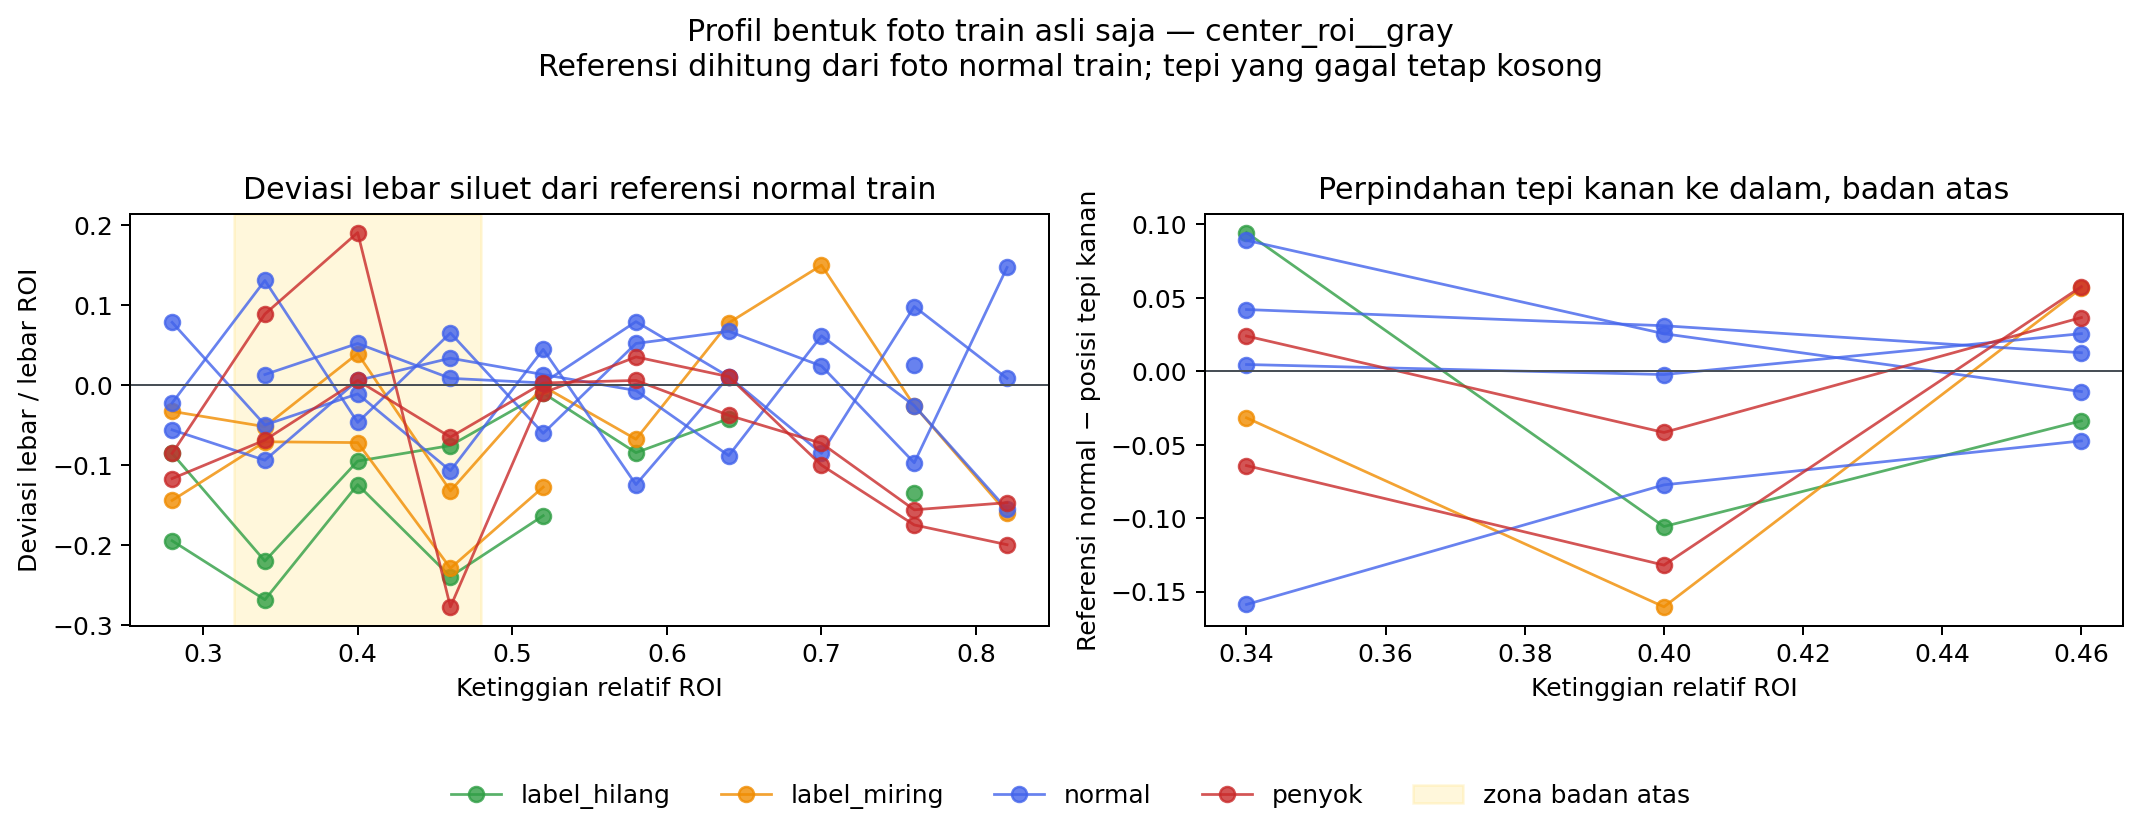 Profil bentuk foto train asli saja — center_roi__gray
Referensi dihitung dari foto normal train; tepi yang gagal tetap kosong
Deviasi lebar siluet dari referensi normal train
Deviasi lebar / lebar ROI
0.2
0.1
0.0
−0.1
−0.2
−0.3
0.3 0.4 0.5 0.6 0.7 0.8
Ketinggian relatif ROI
Perpindahan tepi kanan ke dalam, badan atas
Referensi normal − posisi tepi kanan
0.10
0.05
0.00
−0.05
−0.10
−0.15
0.34 0.36 0.38 0.40 0.42 0.44 0.46
Ketinggian relatif ROI
label_hilang label_miring normal penyok zona badan atas